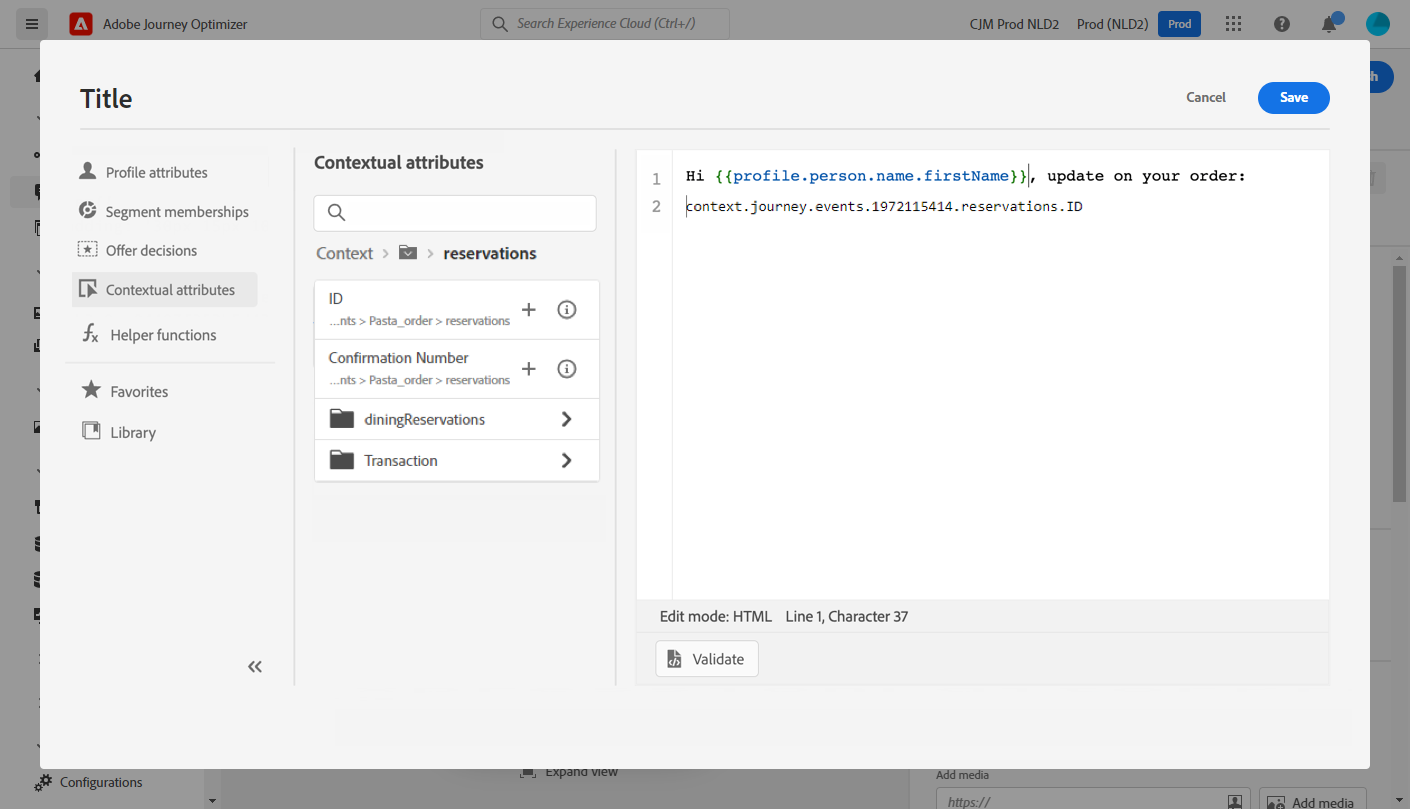 Adobe Journey Optimizer
Search Experience Cloud (Ctrl+/)
CJM Prod NLD2
Prod (NLD2)
Prod
Title
Cancel
Save
Profile attributes
Segment memberships
Offer decisions
Contextual attributes
Helper functions
Favorites
Library
Contextual attributes
Context > reservations
ID
...nts > Pasta_order > reservations
Confirmation Number
...nts > Pasta_order > reservations
diningReservations
Transaction
1 Hi {{profile.person.name.firstName}}, update on your order:
2 context.journey.events.1972115414.reservations.ID
Edit mode: HTML Line 1, Character 37
Validate
Configurations
Expand view
Add media
https://
Add media